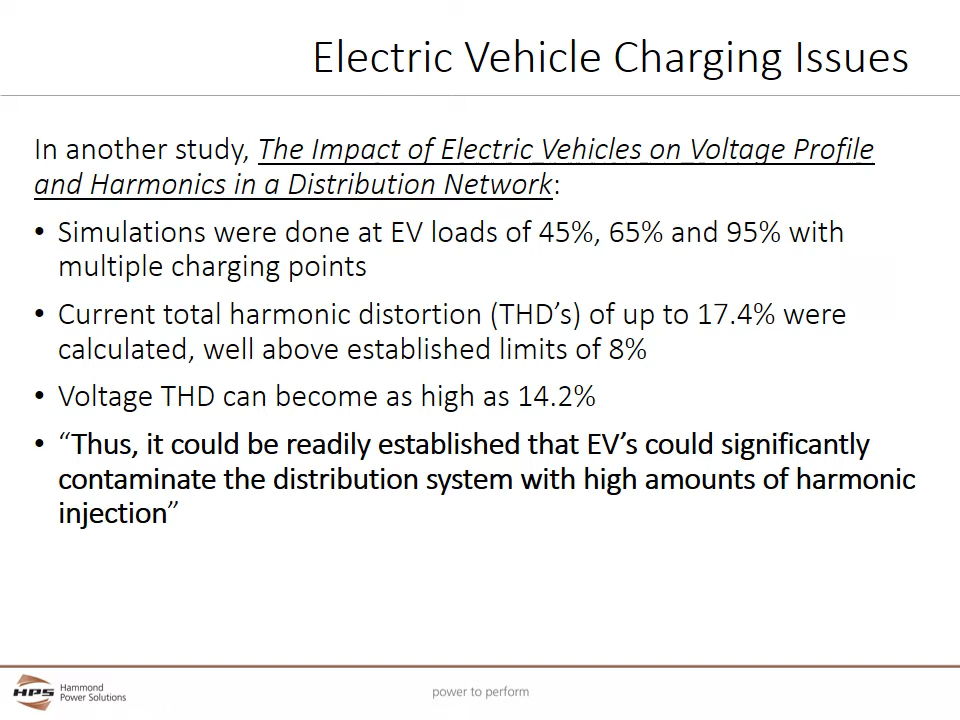 Electric Vehicle Charging Issues
In another study, The Impact of Electric Vehicles on Voltage Profile
and Harmonics in a Distribution Network:
• Simulations were done at EV loads of 45%, 65% and 95% with
multiple charging points
• Current total harmonic distortion (THD’s) of up to 17.4% were
calculated, well above established limits of 8%
• Voltage THD can become as high as 14.2%
• “Thus, it could be readily established that EV’s could significantly
contaminate the distribution system with high amounts of harmonic
injection”
HPS
Hammond
Power Solutions
power to perform